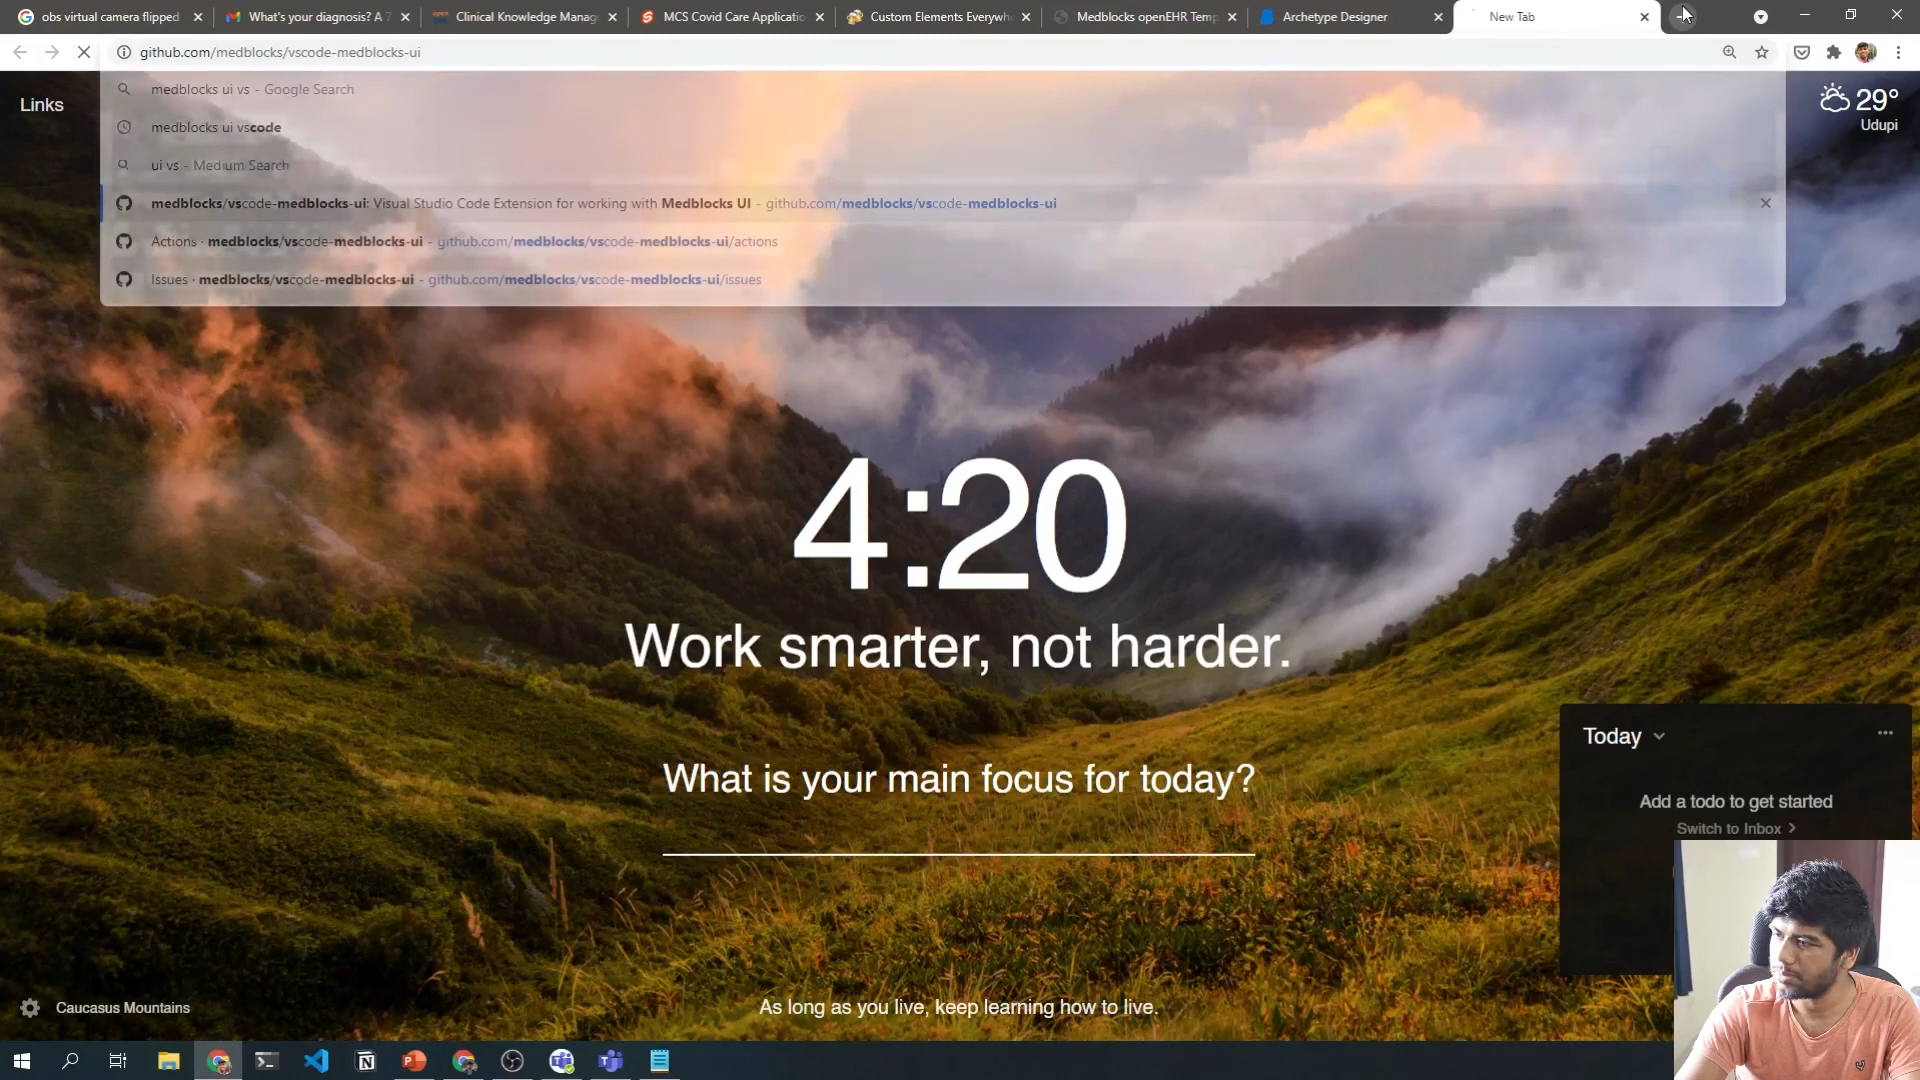 obs virtual camera flipped
What's your diagnosis? A 7
Clinical Knowledge Manag
MCS Covid Care Applicatio
Custom Elements Everywh
Medblocks openEHR Temp
Archetype Designer
New Tab
github.com/medblocks/vscode-medblocks-ui
medblocks ui vs - Google Search
medblocks ui vscode
ui vs - Medium Search
medblocks/vscode-medblocks-ui: Visual Studio Code Extension for working with Medblocks UI - github.com/medblocks/vscode-medblocks-ui
Actions · medblocks/vscode-medblocks-ui - github.com/medblocks/vscode-medblocks-ui/actions
Issues · medblocks/vscode-medblocks-ui - github.com/medblocks/vscode-medblocks-ui/issues
Links
29°
Udupi
4:20
Work smarter, not harder.
What is your main focus for today?
Today
Add a todo to get started
Switch to Inbox
Caucasus Mountains
As long as you live, keep learning how to live.